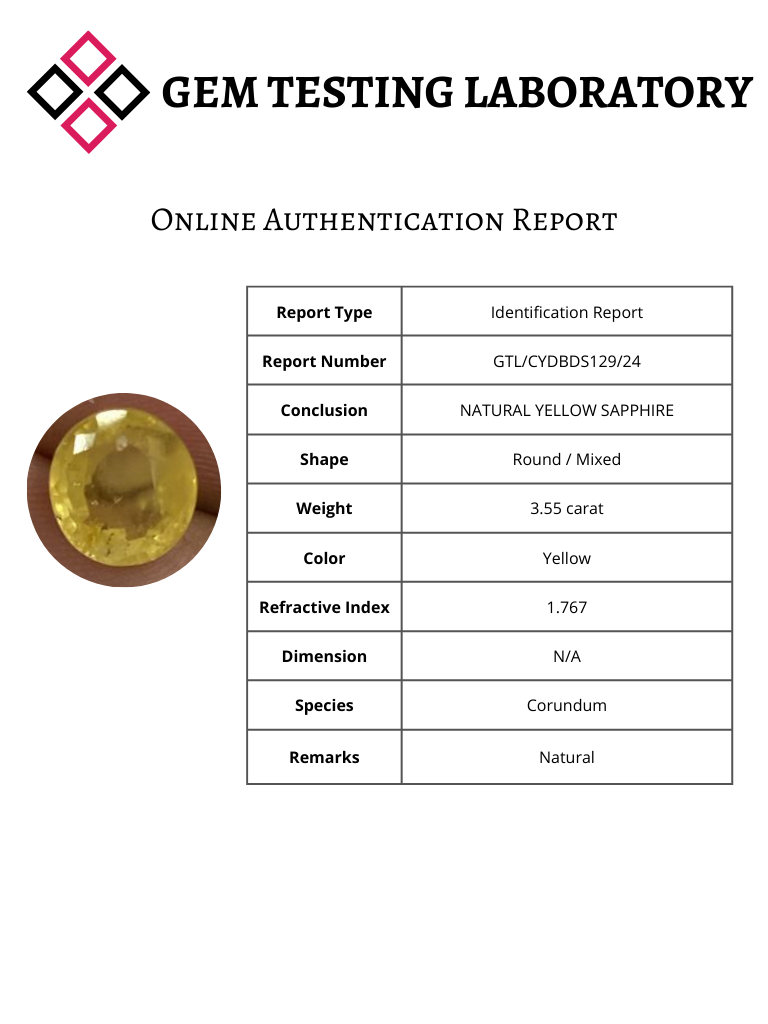 GEM TESTING LABORATORY
Online Authentication Report
Report Type Identification Report
Report Number GTL/CYDBDS129/24
Conclusion NATURAL YELLOW SAPPHIRE
Shape Round / Mixed
Weight 3.55 carat
Color Yellow
Refractive Index 1.767
Dimension N/A
Species Corundum
Remarks Natural